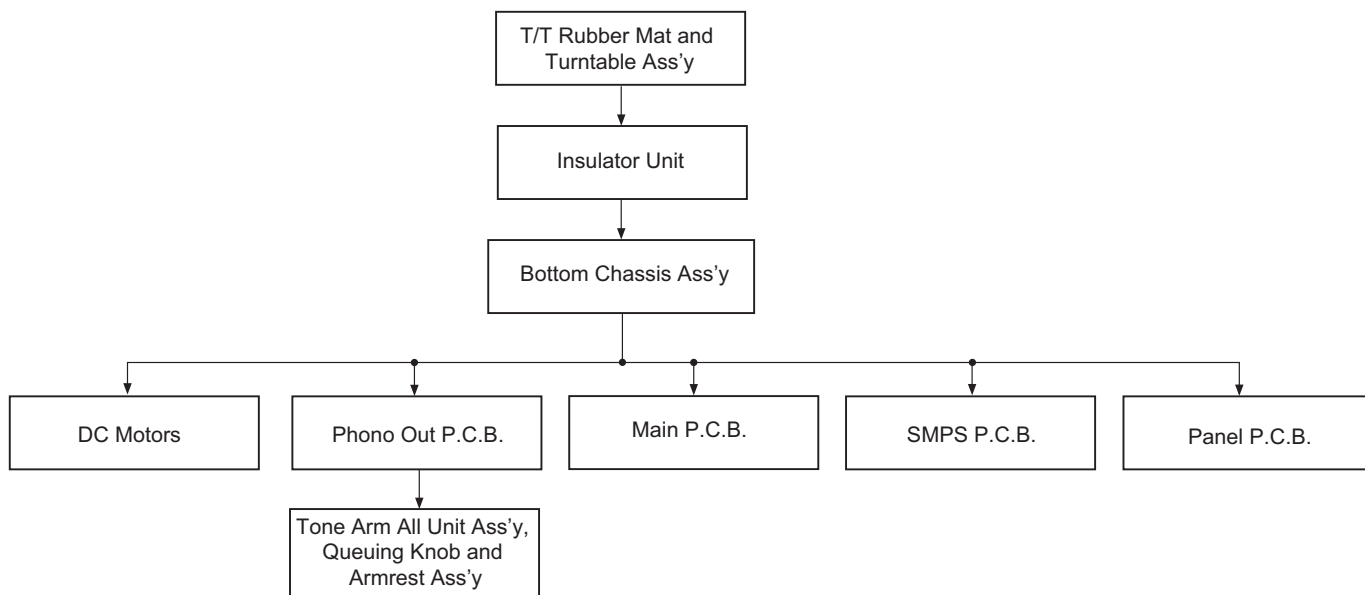 T/T Rubber Mat and
Turntable Ass’y
Insulator Unit
Bottom Chassis Ass’y
DC Motors
Phono Out P.C.B.
Main P.C.B.
SMPS P.C.B.
Panel P.C.B.
Tone Arm All Unit Ass’y,
Queuing Knob and
Armrest Ass’y